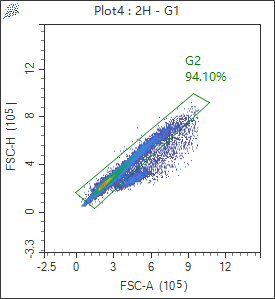 Plot4 : 2H - G1
G2
94.10%
FSC-H (10⁵)
12
8
4
0
-3.3
-2.5 0 3 6 9 12
FSC-A (10⁵)